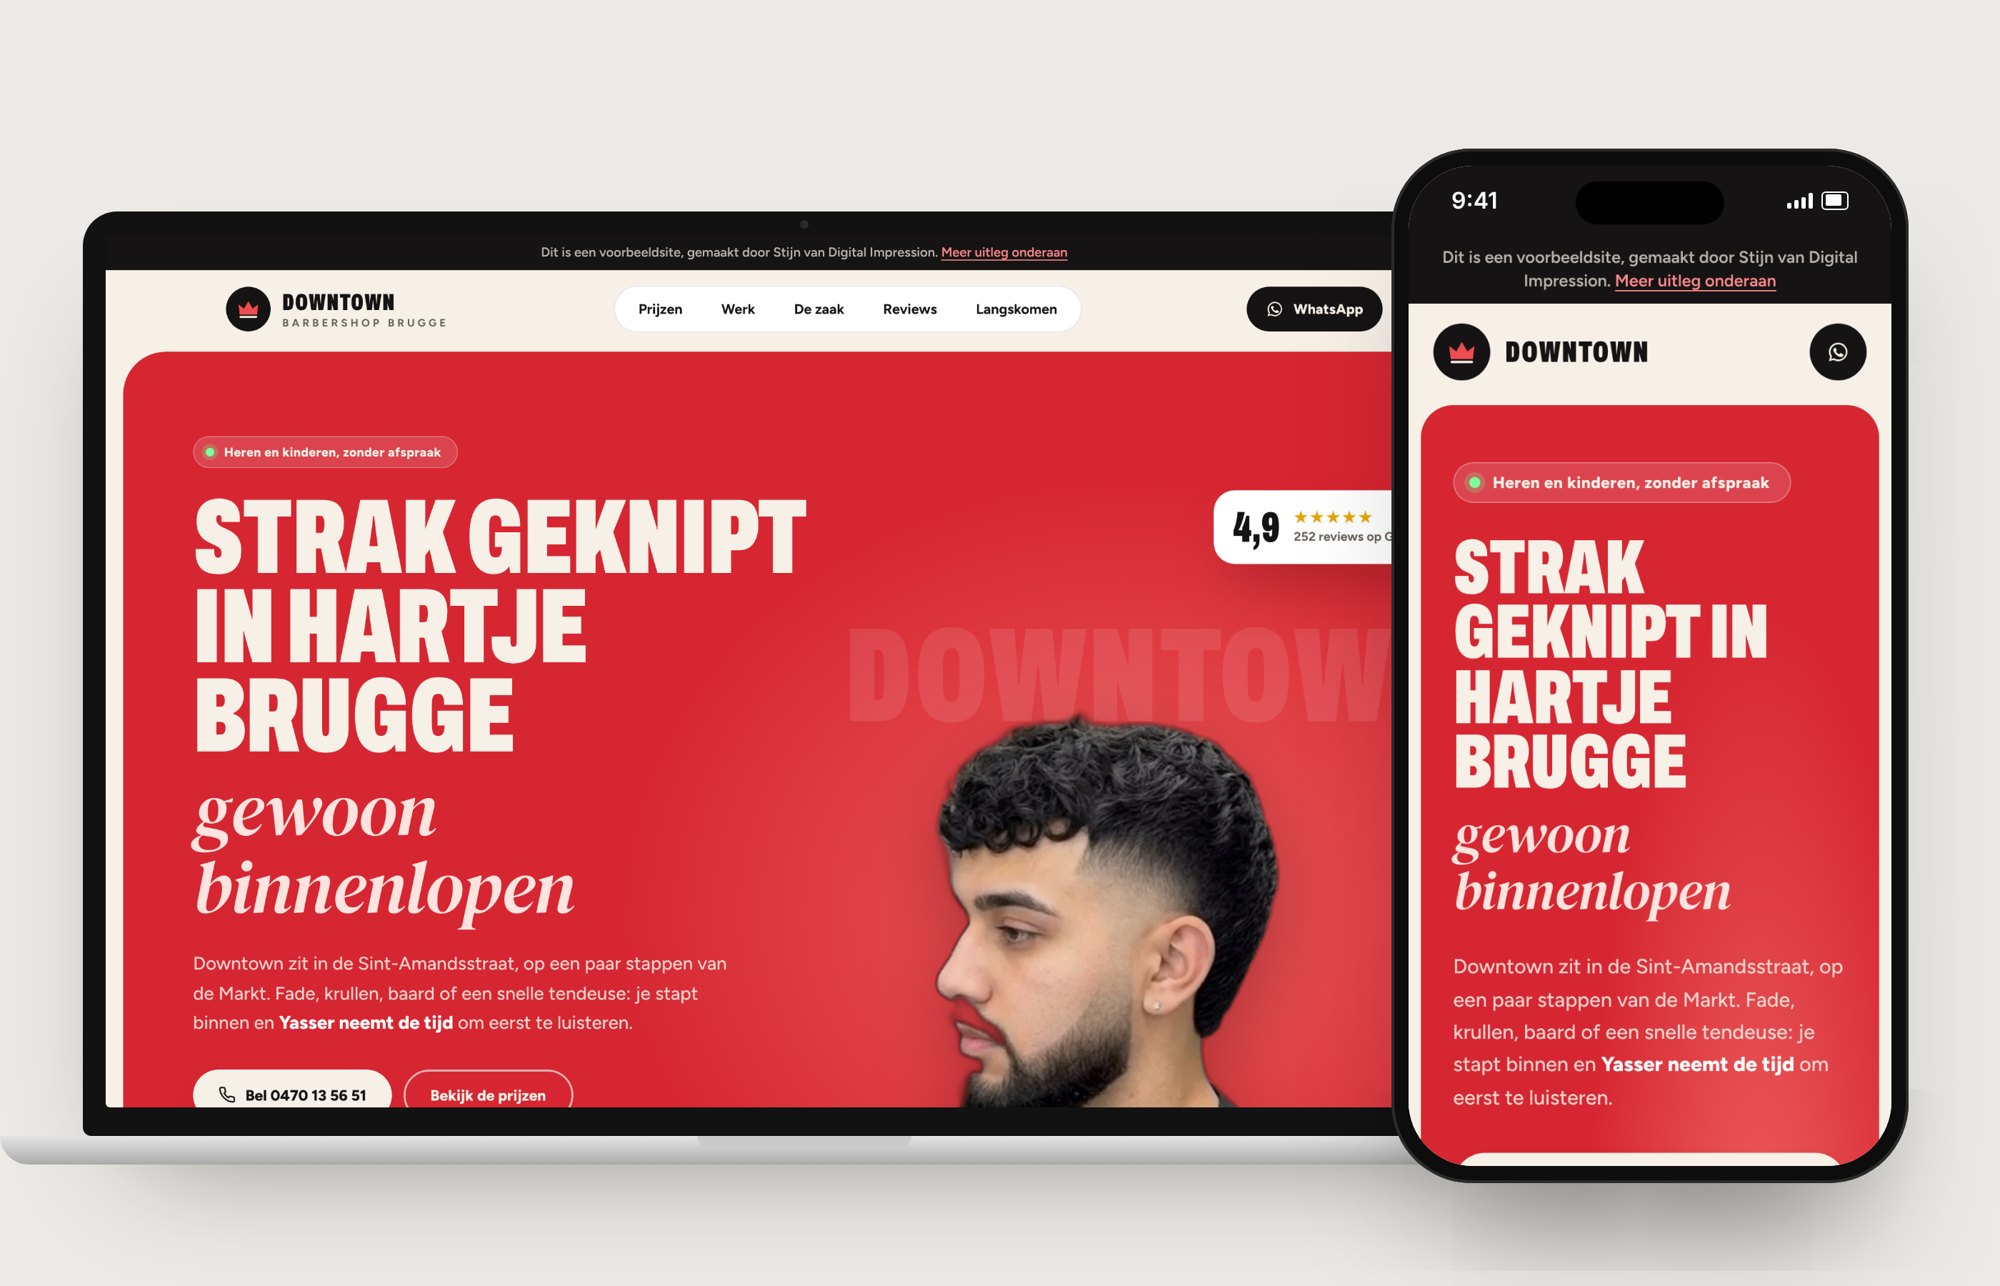 Dit is een voorbeeldsite, gemaakt door Stijn van Digital Impression. Meer uitleg onderaan
DOWNTOWN
BARBERSHOP BRUGGE
Prijzen
Werk
De zaak
Reviews
Langskomen
WhatsApp
Heren en kinderen, zonder afspraak
STRAK GEKNIPT
IN HARTJE
BRUGGE
gewoon
binnenlopen
Downtown zit in de Sint-Amandsstraat, op een paar stappen van
de Markt. Fade, krullen, baard of een snelle tendeuse: je stapt
binnen en Yasser neemt de tijd om eerst te luisteren.
Bel 0470 13 56 51
Bekijk de prijzen
4,9
★★★★★
252 reviews op G
DOWNTOW
9:41
Dit is een voorbeeldsite, gemaakt door Stijn van Digital
Impression. Meer uitleg onderaan
DOWNTOWN
Heren en kinderen, zonder afspraak
STRAK
GEKNIPT IN
HARTJE
BRUGGE
gewoon
binnenlopen
Downtown zit in de Sint-Amandsstraat, op
een paar stappen van de Markt. Fade,
krullen, baard of een snelle tendeuse: je
stapt binnen en Yasser neemt de tijd om
eerst te luisteren.